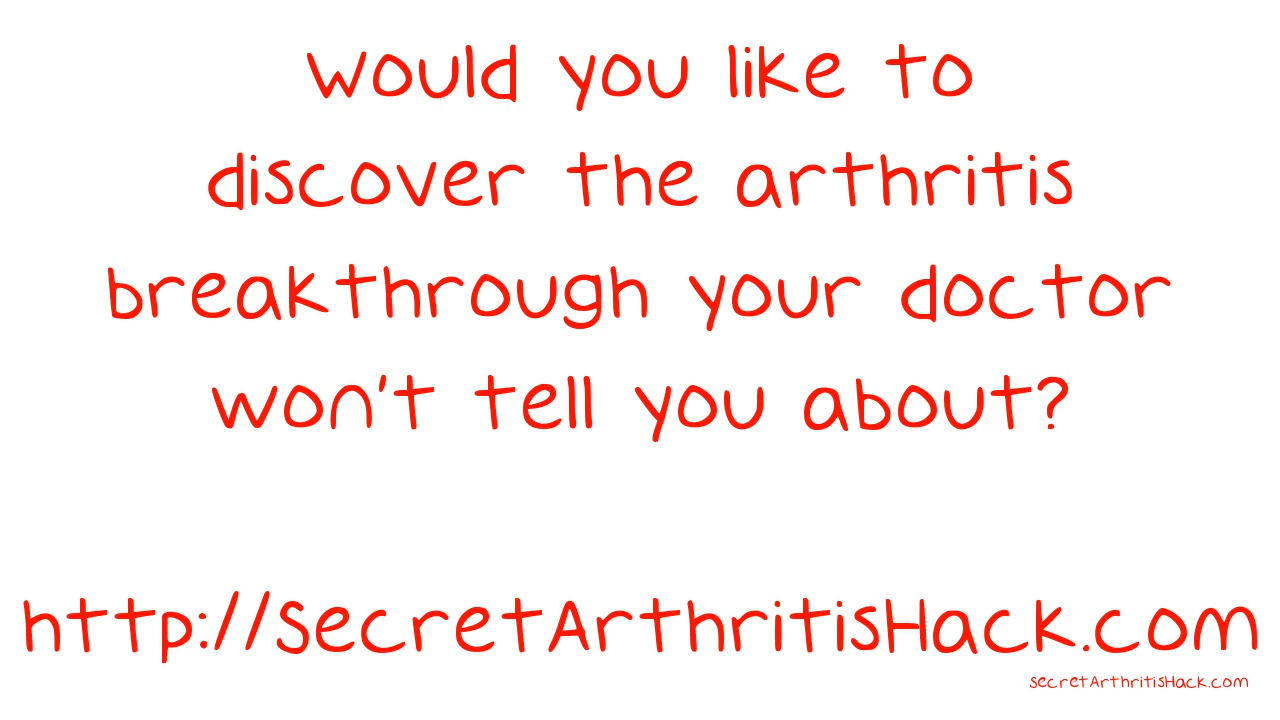 Would you like to
discover the arthritis
breakthrough your doctor
won't tell you about?
http://SecretArthritisHack.com
SecretArthritisHack.com